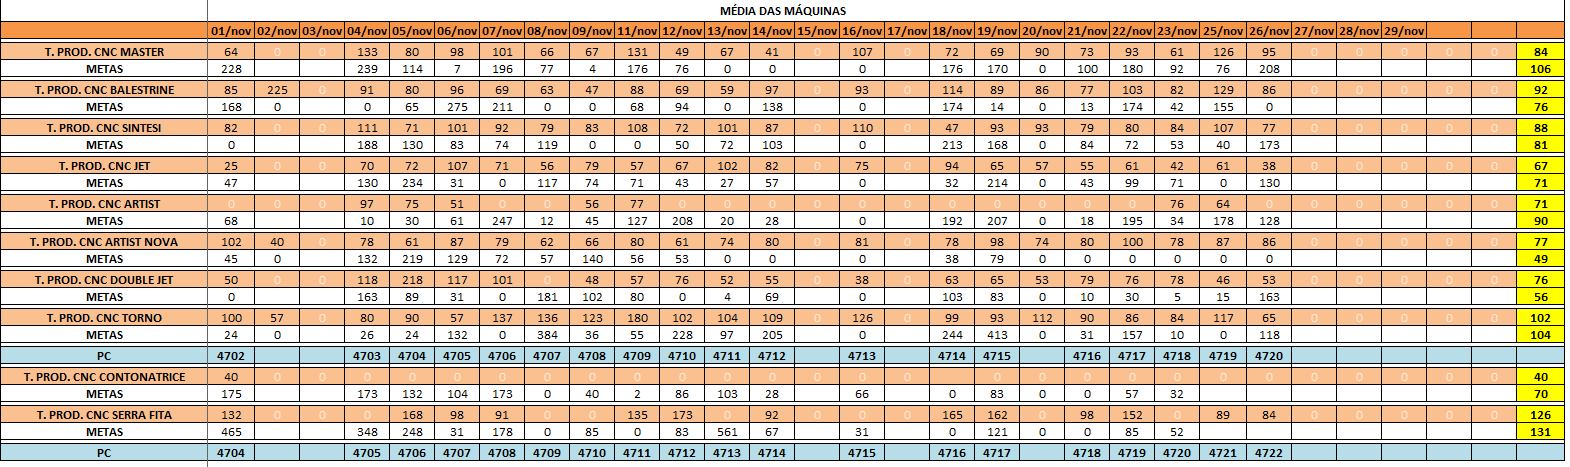 MÉDIA DAS MÁQUINAS
01/nov 02/nov 03/nov 04/nov 05/nov 06/nov 07/nov 08/nov 09/nov 11/nov 12/nov 13/nov 14/nov 15/nov 16/nov 17/nov 18/nov 19/nov 20/nov 21/nov 22/nov 23/nov 25/nov 26/nov 27/nov 28/nov 29/nov
T. PROD. CNC MASTER 64 0 0 133 80 98 101 66 67 131 49 67 41 0 107 0 72 69 90 73 93 61 126 95 0 0 0 0 0 84
METAS 228 239 114 7 196 77 4 176 76 0 0 0 176 170 0 100 180 92 76 208 106
T. PROD. CNC BALESTRINE 85 225 0 91 80 96 69 63 47 88 69 59 97 0 93 0 114 89 86 77 103 82 129 86 0 0 0 0 0 92
METAS 168 0 0 65 275 211 0 0 68 94 0 138 0 174 14 0 13 174 42 155 0 76
T. PROD. CNC SINTESI 82 0 0 111 71 101 92 79 83 108 72 101 87 0 110 0 47 93 93 79 80 84 107 77 0 0 0 0 0 88
METAS 0 188 130 83 74 119 0 0 50 72 103 0 213 168 0 84 72 53 40 173 81
T. PROD. CNC JET 25 0 0 70 72 107 71 56 79 57 67 102 82 0 75 0 94 65 57 55 61 42 61 38 0 0 0 0 0 67
METAS 47 130 234 31 0 117 74 71 43 27 57 0 32 214 0 43 99 71 0 130 71
T. PROD. CNC ARTIST 0 0 0 97 75 51 0 0 56 77 0 0 0 0 0 0 0 0 0 0 0 76 64 0 0 0 0 0 0 71
METAS 68 10 30 61 247 12 45 127 208 20 28 0 192 207 0 18 195 34 178 128 90
T. PROD. CNC ARTIST NOVA 102 40 0 78 61 87 79 62 66 80 61 74 80 0 81 0 78 98 74 80 100 78 87 86 0 0 0 0 0 77
METAS 45 0 132 219 129 72 57 140 56 53 0 0 0 38 79 0 0 0 0 0 0 49
T. PROD. CNC DOUBLE JET 50 0 0 118 218 117 101 0 48 57 76 52 55 0 38 0 63 65 53 79 76 78 46 53 0 0 0 0 0 76
METAS 0 163 89 31 0 181 102 80 0 4 69 0 103 83 0 10 30 5 15 163 56
T. PROD. CNC TORNO 100 57 0 80 90 57 137 136 123 180 102 104 109 0 126 0 99 93 112 90 86 84 117 65 0 0 0 0 0 102
METAS 24 0 26 24 132 0 384 36 55 228 97 205 0 244 413 0 31 157 10 0 118 104
PC 4702 4703 4704 4705 4706 4707 4708 4709 4710 4711 4712 4713 4714 4715 4716 4717 4718 4719 4720
T. PROD. CNC CONTONATRICE 40 0 0 0 0 0 0 0 0 0 0 0 0 0 0 0 0 0 0 0 0 0 0 0 0 0 0 0 40
METAS 175 173 132 104 173 0 40 2 86 103 28 66 0 83 0 0 57 32 70
T. PROD. CNC SERRA FITA 132 0 0 0 168 98 91 0 0 135 173 0 92 0 0 0 165 162 0 98 152 0 89 84 0 0 0 0 0 126
METAS 465 348 248 31 178 0 85 0 83 561 67 31 0 121 0 0 85 52 131
PC 4704 4705 4706 4707 4708 4709 4710 4711 4712 4713 4714 4715 4716 4717 4718 4719 4720 4721 4722